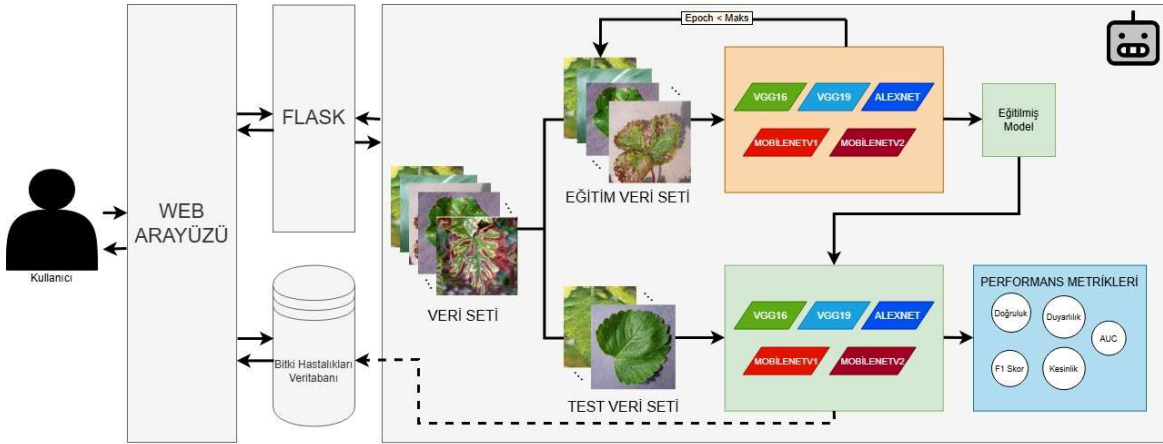 Epoch < Maks
VGG16
VGG19
ALEXNET
MOBİLENETV1
MOBİLENETV2
Eğitilmiş
Model
FLASK
EĞİTİM VERİ SETİ
WEB
ARAYÜZÜ
Kullanıcı
VERİ SETİ
Bitki Hastalıkları
Veritabanı
TEST VERİ SETİ
VGG16
VGG19
ALEXNET
MOBİLENETV1
MOBİLENETV2
PERFORMANS METRİKLERİ
Doğruluk
Duyarlılık
AUC
F1 Skor
Kesinlik